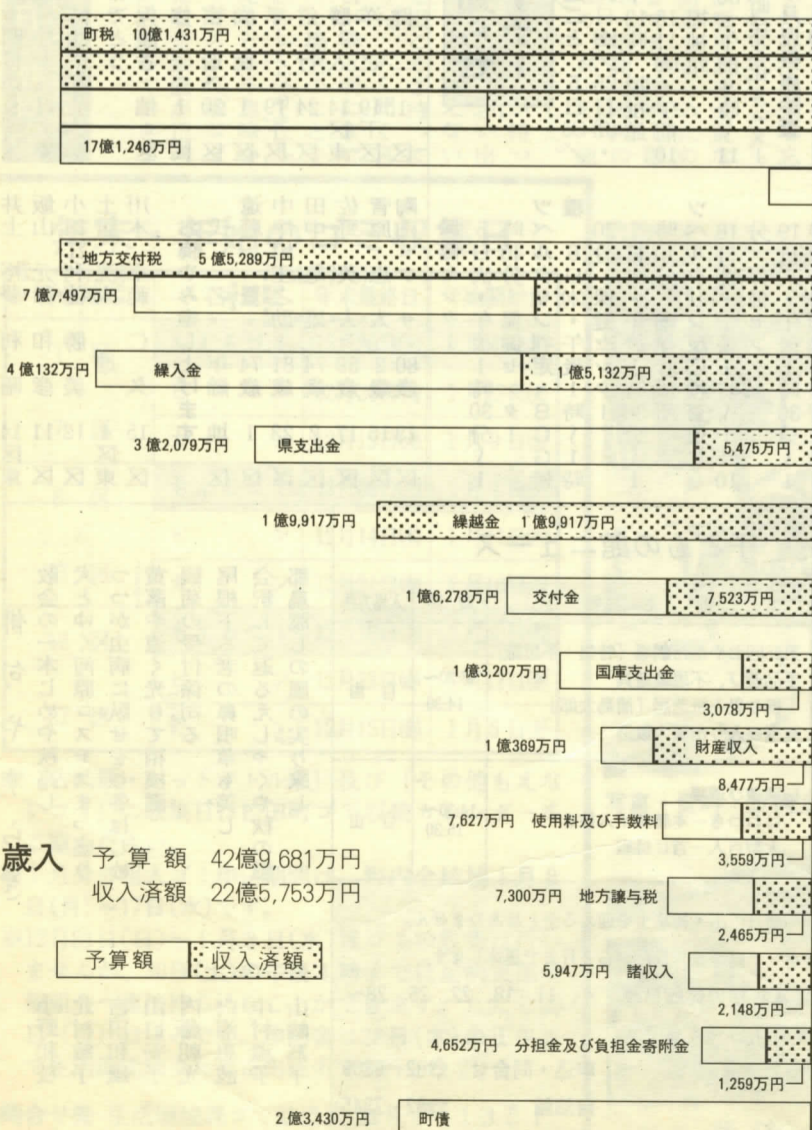 町税 10億1,431万円
17億1,246万円
地方交付税 5億5,289万円
7億7,497万円
4億132万円 繰入金 1億5,132万円
3億2,079万円 県支出金 5,475万円
1億9,917万円 繰越金 1億9,917万円
1億6,278万円 交付金 7,523万円
1億3,207万円 国庫支出金
3,078万円
1億369万円 財産収入
8,477万円
7,627万円 使用料及び手数料
3,559万円
7,300万円 地方譲与税
2,465万円
5,947万円 諸収入
2,148万円
4,652万円 分担金及び負担金寄附金
1,259万円
2億3,430万円 町債
歳入 予算額 42億9,681万円
収入済額 22億5,753万円
予算額 収入済額